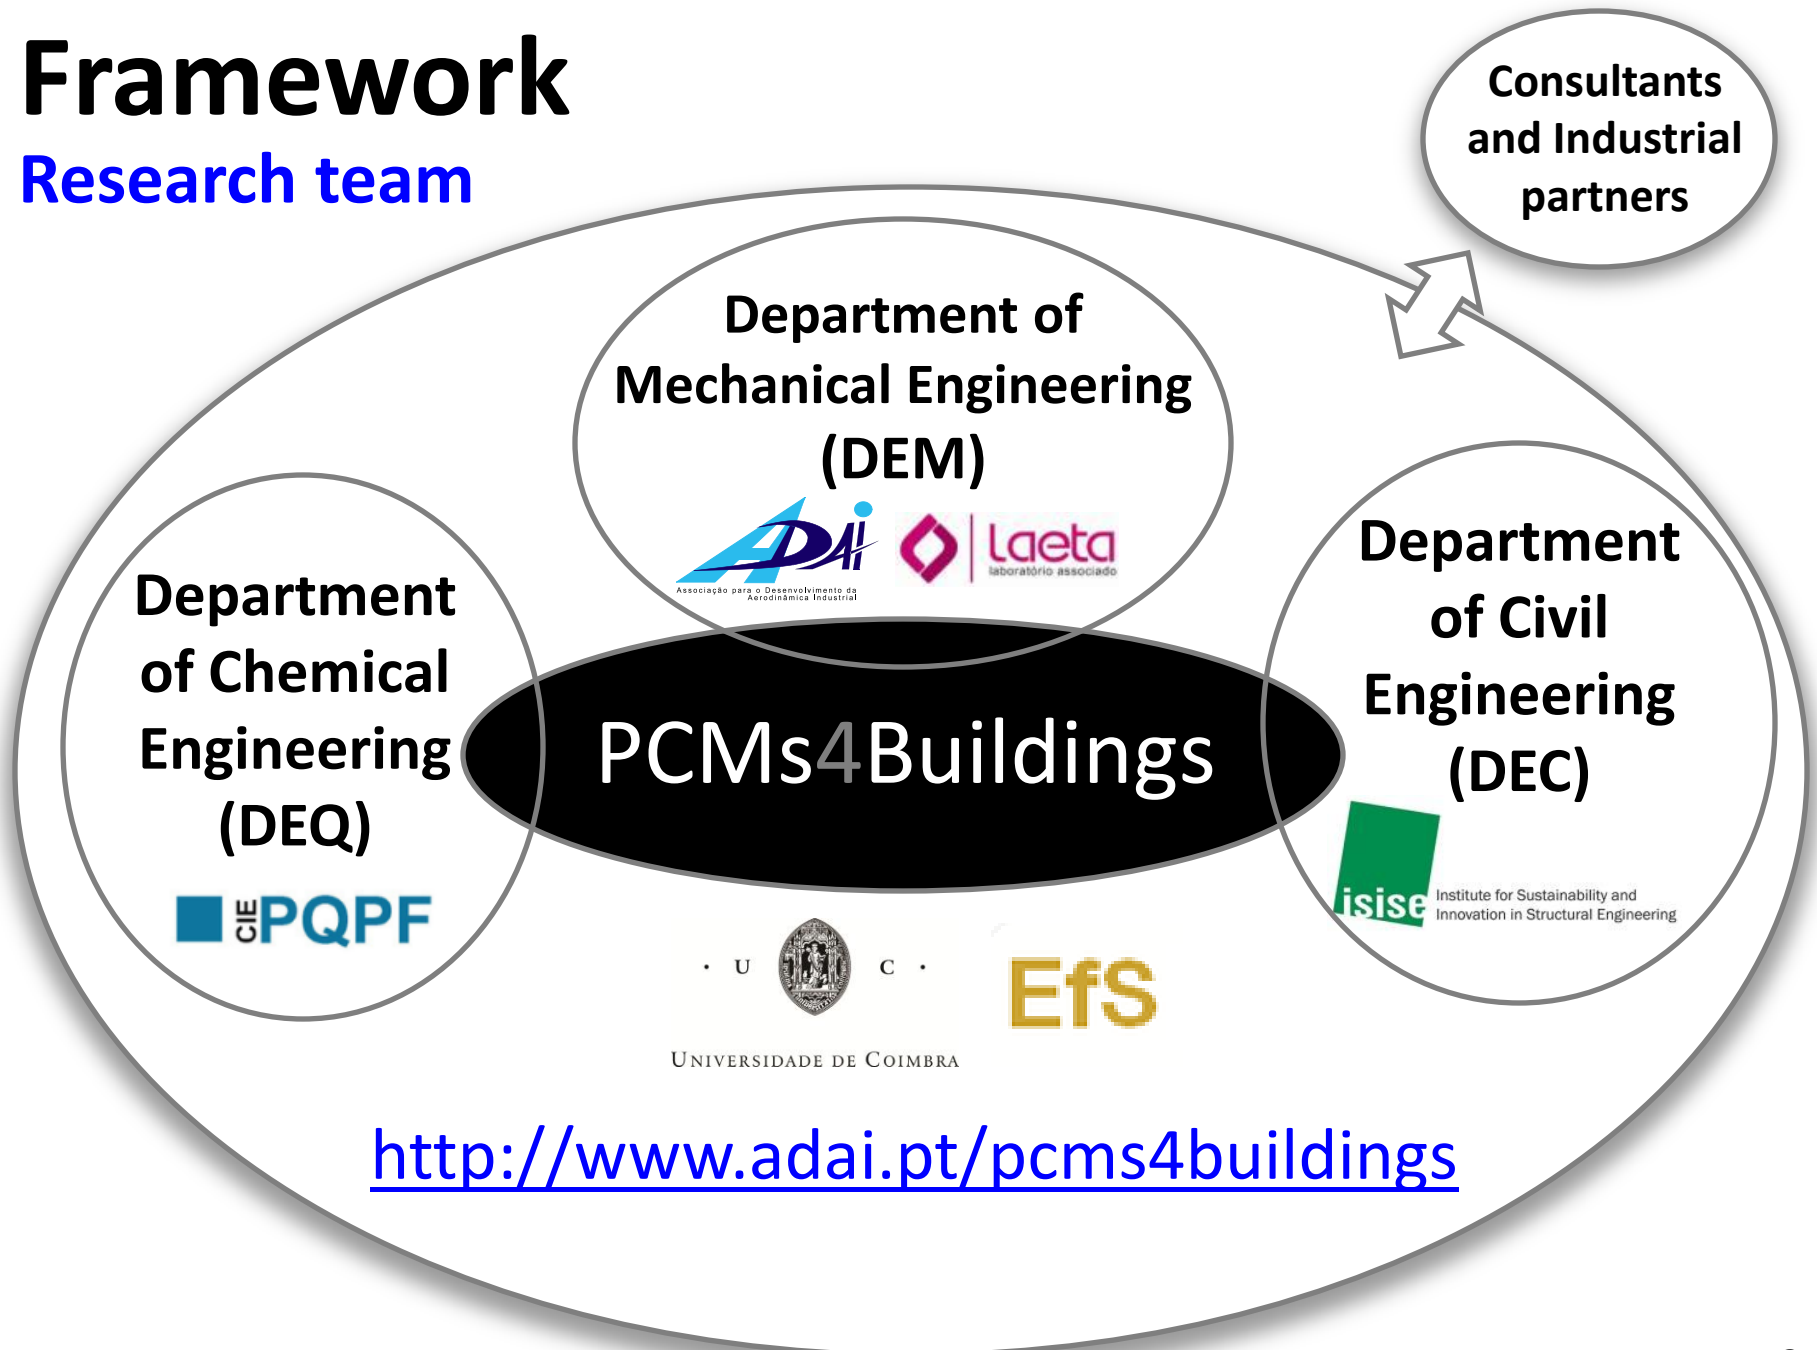 Framework
Research team
Consultants
and Industrial
partners
Department of
Mechanical Engineering
(DEM)
ADAI
Associação para o Desenvolvimento da
Aerodinâmica Industrial
Laeta
laboratório associado
Department
of Chemical
Engineering
(DEQ)
CIE
PQPF
PCMs4Buildings
Department
of Civil
Engineering
(DEC)
isise
Institute for Sustainability and
Innovation in Structural Engineering
· U C ·
UNIVERSIDADE DE COIMBRA
EfS
http://www.adai.pt/pcms4buildings